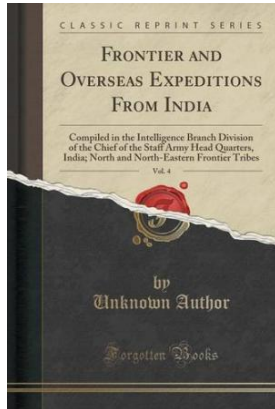 CLASSIC REPRINT SERIES
FRONTIER AND
OVERSEAS EXPEDITIONS
FROM INDIA
Compiled in the Intelligence Branch Division
of the Chief of the Staff Army Head Quarters,
India; North and North-Eastern Frontier Tribes
Vol. 4
by
Unknown Author
Forgotten Books